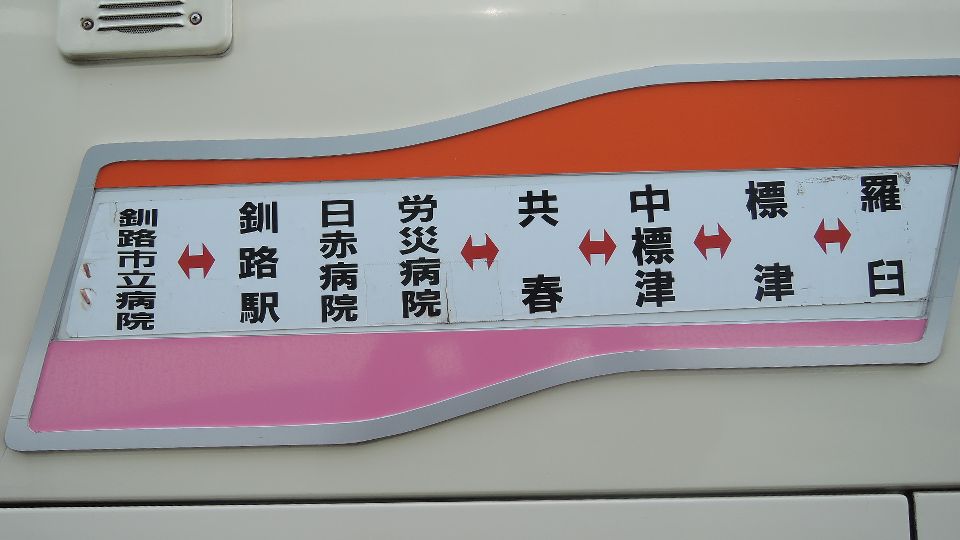 釧路市立病院
釧路駅
日赤病院
労災病院
共春
中標津
標津
羅臼